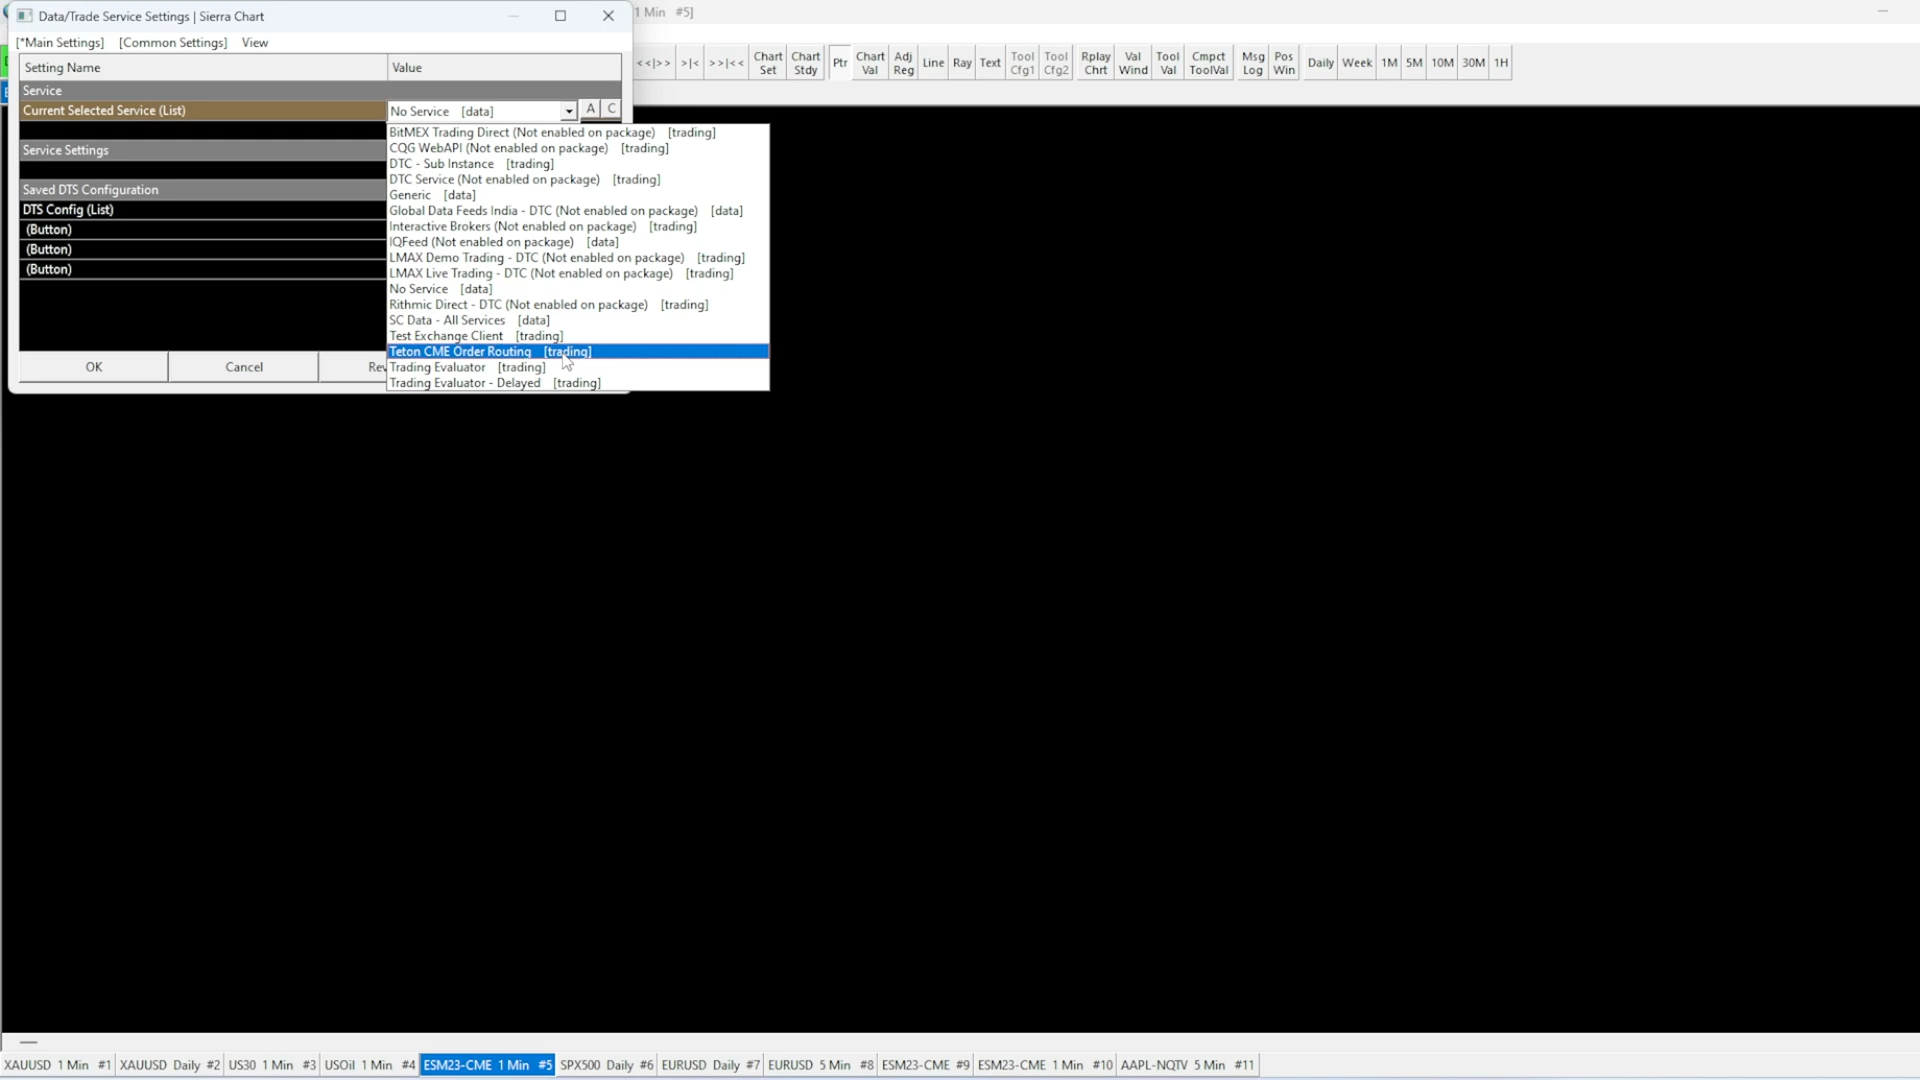 Data/Trade Service Settings | Sierra Chart
1 Min #5]
[*Main Settings] [Common Settings] View
<<|>> >|< >>|<< Chart Set Chart Stdy Ptr Chart Val Adj Reg Line Ray Text Tool Cfg1 Tool Cfg2 Rplay Chrt Val Wind Tool Val Cmpct ToolVal Msg Log Pos Win Daily Week 1M 5M 10M 30M 1H
Setting Name Value
Service
Current Selected Service (List) No Service [data] A C
BitMEX Trading Direct (Not enabled on package) [trading]
CQG WebAPI (Not enabled on package) [trading]
Service Settings
DTC - Sub Instance [trading]
DTC Service (Not enabled on package) [trading]
Saved DTS Configuration
Generic [data]
DTS Config (List)
Global Data Feeds India - DTC (Not enabled on package) [data]
(Button)
Interactive Brokers (Not enabled on package) [trading]
(Button)
IQFeed (Not enabled on package) [data]
LMAX Demo Trading - DTC (Not enabled on package) [trading]
(Button)
LMAX Live Trading - DTC (Not enabled on package) [trading]
No Service [data]
Rithmic Direct - DTC (Not enabled on package) [trading]
SC Data - All Services [data]
Test Exchange Client [trading]
Teton CME Order Routing [trading]
OK Cancel Rev
Trading Evaluator [trading]
Trading Evaluator - Delayed [trading]
XAUUSD 1 Min #1 XAUUSD Daily #2 US30 1 Min #3 USOil 1 Min #4 ESM23-CME 1 Min #5 SPX500 Daily #6 EURUSD Daily #7 EURUSD 5 Min #8 ESM23-CME #9 ESM23-CME 1 Min #10 AAPL-NQTV 5 Min #11